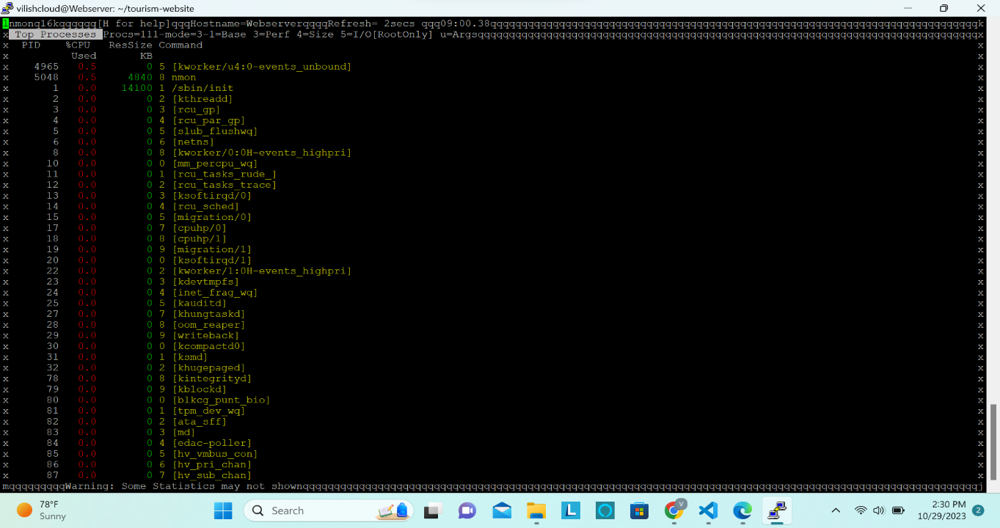 vilishcloud@Webserver: ~/tourism-website
lnmonq16kqqqqqq[H for help]qqqHostname=WebserverqqqqRefresh= 2secs qqq09:00.38qqqqqqqqqqqqqqqqqqqqqqqqqqqqqqqqqqqqqqqqqqqqqqqqqqqqqqqqqqqqqqqqqqqqqqqqqqqqqqk
x Top Processes Procs=111-mode=3-1=Base 3=Perf 4=Size 5=I/O[RootOnly] u=Argsqqqqqqqqqqqqqqqqqqqqqqqqqqqqqqqqqqqqqqqqqqqqqqqqqqqqqqqqqqqqqqqqqqqqqqqqqqqqqqqqqx
x PID %CPU ResSize Command x
x Used KB x
x 4965 0.5 0 5 [kworker/u4:0-events_unbound] x
x 5048 0.5 4840 8 nmon x
x 1 0.0 14100 1 /sbin/init x
x 2 0.0 0 2 [kthreadd] x
x 3 0.0 0 3 [rcu_gp] x
x 4 0.0 0 4 [rcu_par_gp] x
x 5 0.0 0 5 [slub_flushwq] x
x 6 0.0 0 6 [netns] x
x 8 0.0 0 8 [kworker/0:0H-events_highpri] x
x 10 0.0 0 0 [mm_percpu_wq] x
x 11 0.0 0 1 [rcu_tasks_rude_] x
x 12 0.0 0 2 [rcu_tasks_trace] x
x 13 0.0 0 3 [ksoftirqd/0] x
x 14 0.0 0 4 [rcu_sched] x
x 15 0.0 0 5 [migration/0] x
x 17 0.0 0 7 [cpuhp/0] x
x 18 0.0 0 8 [cpuhp/1] x
x 19 0.0 0 9 [migration/1] x
x 20 0.0 0 0 [ksoftirqd/1] x
x 22 0.0 0 2 [kworker/1:0H-events_highpri] x
x 23 0.0 0 3 [kdevtmpfs] x
x 24 0.0 0 4 [inet_frag_wq] x
x 25 0.0 0 5 [kauditd] x
x 27 0.0 0 7 [khungtaskd] x
x 28 0.0 0 8 [oom_reaper] x
x 29 0.0 0 9 [writeback] x
x 30 0.0 0 0 [kcompactd0] x
x 31 0.0 0 1 [ksmd] x
x 32 0.0 0 2 [khugepaged] x
x 78 0.0 0 8 [kintegrityd] x
x 79 0.0 0 9 [kblockd] x
x 80 0.0 0 0 [blkcg_punt_bio] x
x 81 0.0 0 1 [tpm_dev_wq] x
x 82 0.0 0 2 [ata_sff] x
x 83 0.0 0 3 [md] x
x 84 0.0 0 4 [edac-poller] x
x 85 0.0 0 5 [hv_vmbus_con] x
x 86 0.0 0 6 [hv_pri_chan] x
x 87 0.0 0 7 [hv_sub_chan] x
mqqqqqqqqqWarning: Some Statistics may not shownqqqqqqqqqqqqqqqqqqqqqqqqqqqqqqqqqqqqqqqqqqqqqqqqqqqqqqqqqqqqqqqqqqqqqqqqqqqqqqqqqqqqqqqqqqqqqqqqqqqqqqqqqqqqqj
78°F
Sunny
Search
L
V
2:30 PM
10/29/2023
2